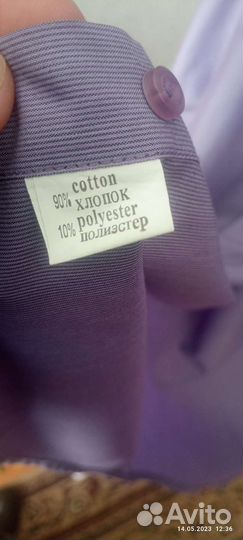 90% cotton
хлопок
10% polyester
полиэстер
Avito
14.05.2023 12:36